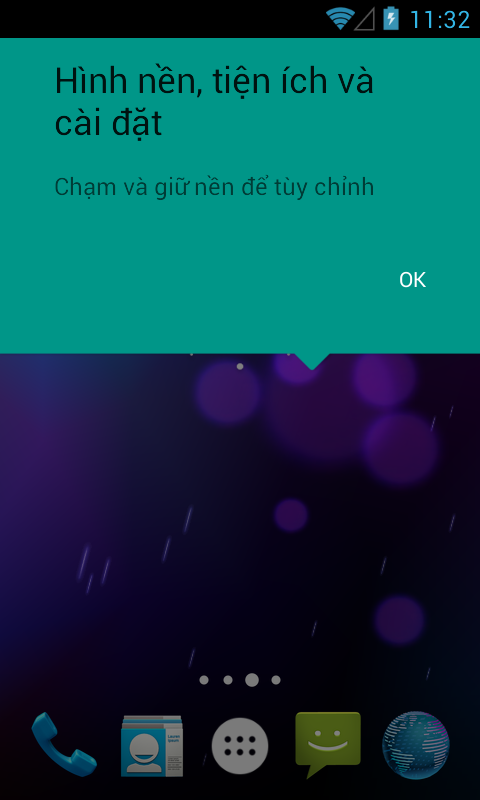 11:32
Hình nền, tiện ích và
cài đặt
Chạm và giữ nền để tùy chỉnh
OK